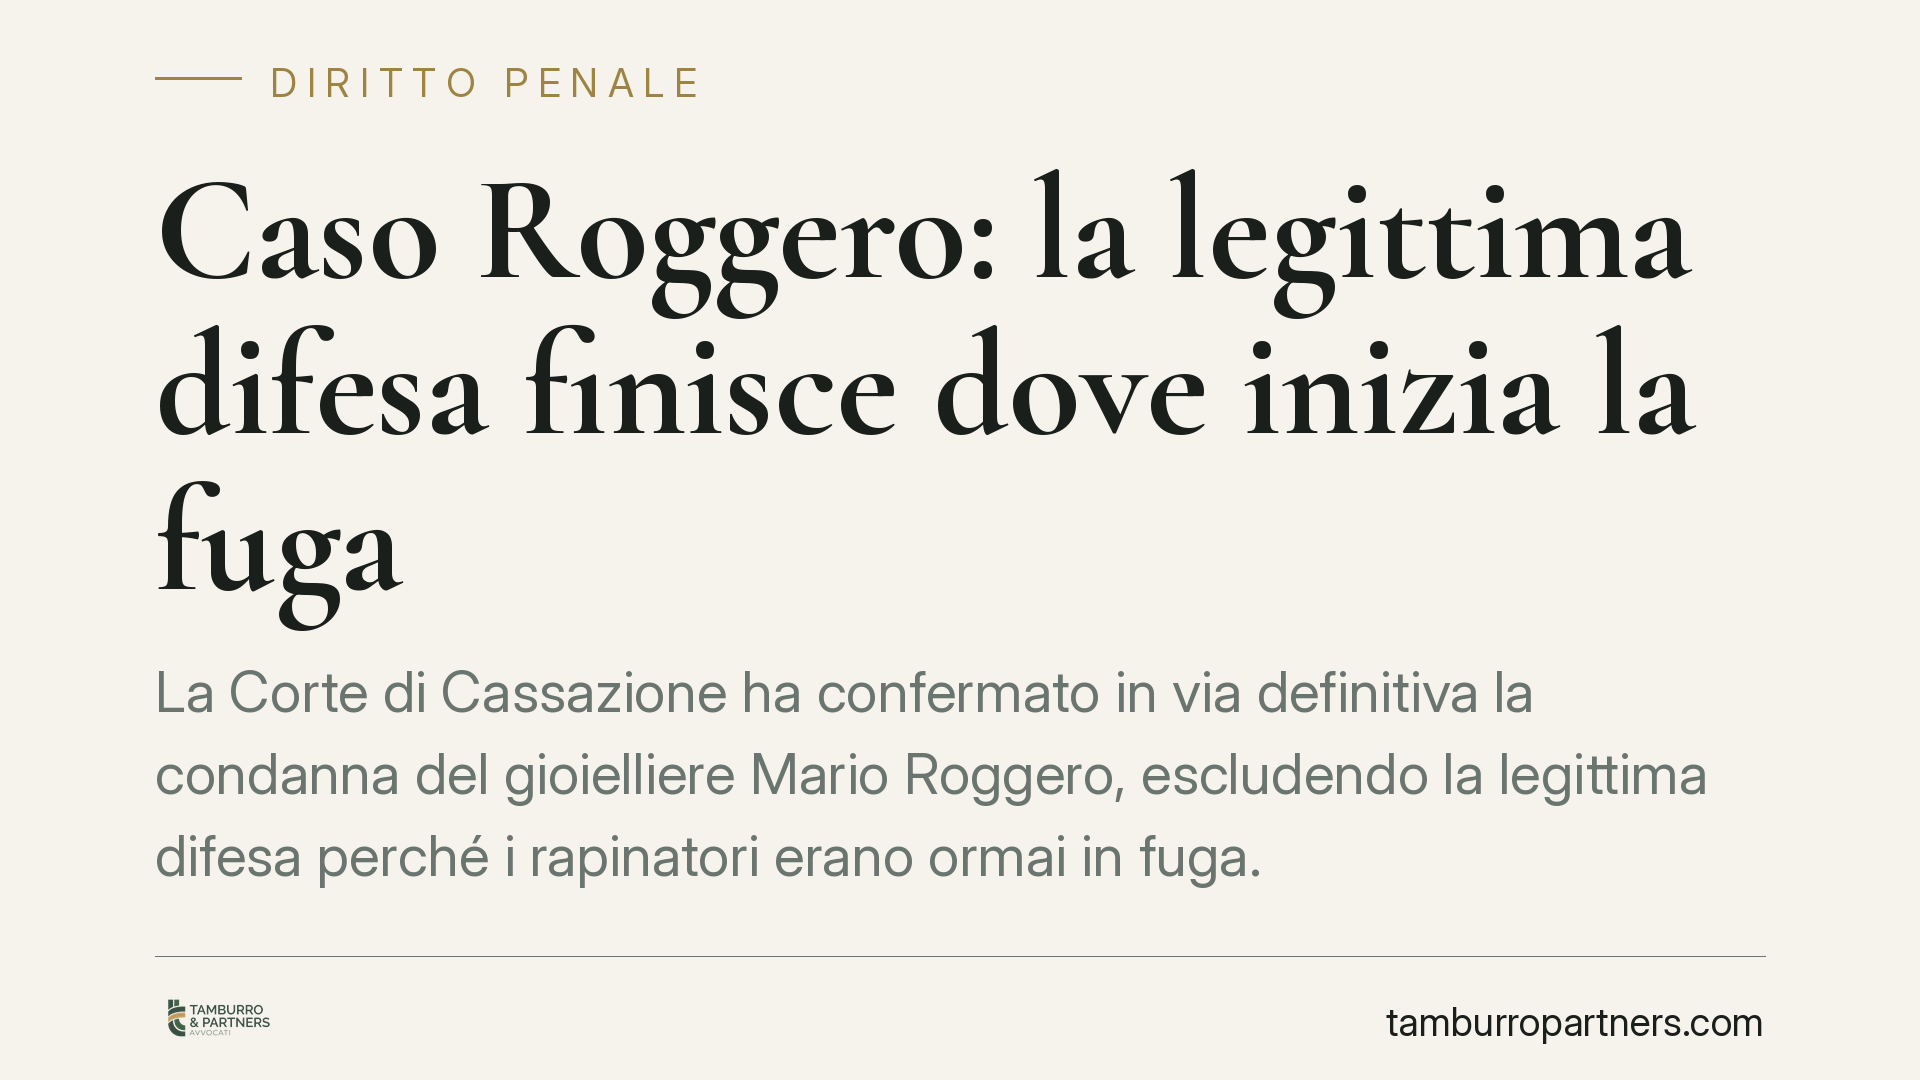 DIRITTO PENALE
Caso Roggero: la legittima
difesa finisce dove inizia la
fuga
La Corte di Cassazione ha confermato in via definitiva la
condanna del gioielliere Mario Roggero, escludendo la legittima
difesa perché i rapinatori erano ormai in fuga.
TAMBURRO
& PARTNERS
AVVOCATI
tamburropartners.com